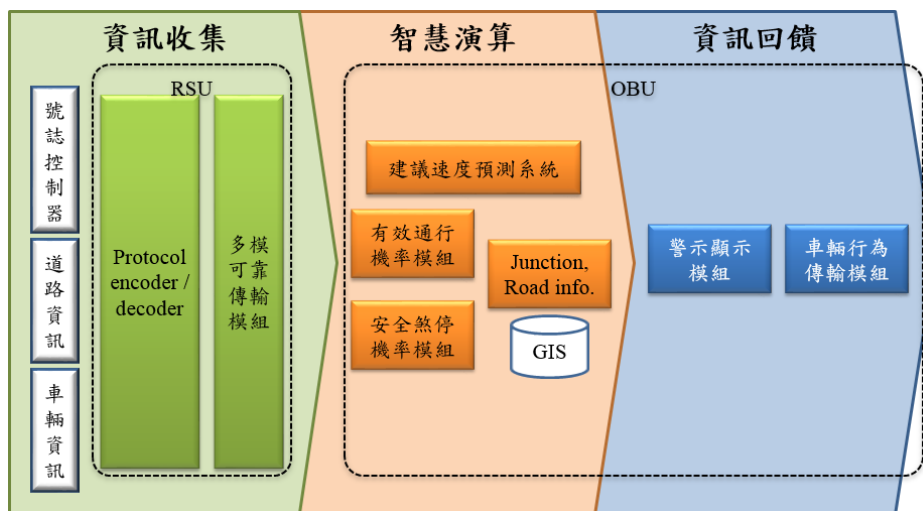 資訊收集
智慧演算
資訊回饋
RSU
OBU
號誌控制器
道路資訊
車輛資訊
Protocol
encoder /
decoder
多模
可靠
傳輸
模組
建議速度預測系統
有效通行
機率模組
安全煞停
機率模組
Junction,
Road info.
GIS
警示顯示
模組
車輛行為
傳輸模組